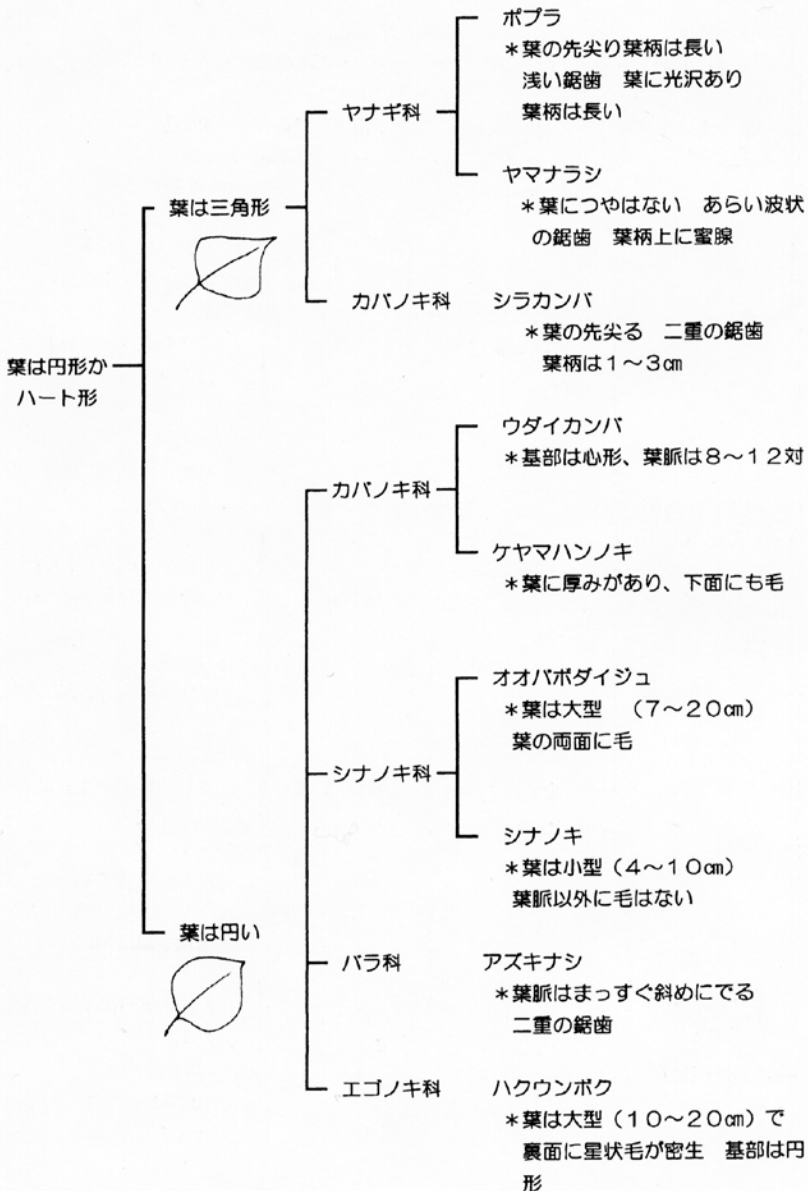 ポプラ
＊葉の先尖り葉柄は長い
浅い鋸歯　葉に光沢あり
葉柄は長い
ヤナギ科
ヤマナラシ
＊葉につやはない　あらい波状
の鋸歯　葉柄上に蜜腺
葉は三角形
カバノキ科　シラカンバ
＊葉の先尖る　二重の鋸歯
葉柄は１～３㎝
葉は円形か
ハート形
ウダイカンバ
＊基部は心形、葉脈は８～１２対
カバノキ科
ケヤマハンノキ
＊葉に厚みがあり、下面にも毛
オオバボダイジュ
＊葉は大型　（７～２０㎝）
葉の両面に毛
シナノキ科
シナノキ
＊葉は小型（４～１０㎝）
葉脈以外に毛はない
葉は円い
バラ科　アズキナシ
＊葉脈はまっすぐ斜めにでる
二重の鋸歯
エゴノキ科　ハクウンボク
＊葉は大型（１０～２０㎝）で
裏面に星状毛が密生　基部は円
形